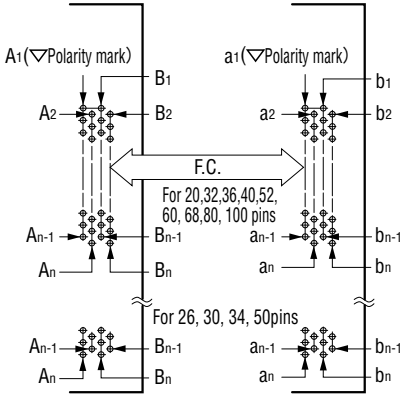 A1(▽Polarity mark)
B1
A2
B2
a1(▽Polarity mark)
b1
a2
b2
F.C.
For 20,32,36,40,52,
60, 68,80, 100 pins
An-1
Bn-1
An
Bn
an-1
bn-1
an
bn
For 26, 30, 34, 50pins
An-1
Bn-1
An
Bn
an-1
bn-1
an
bn